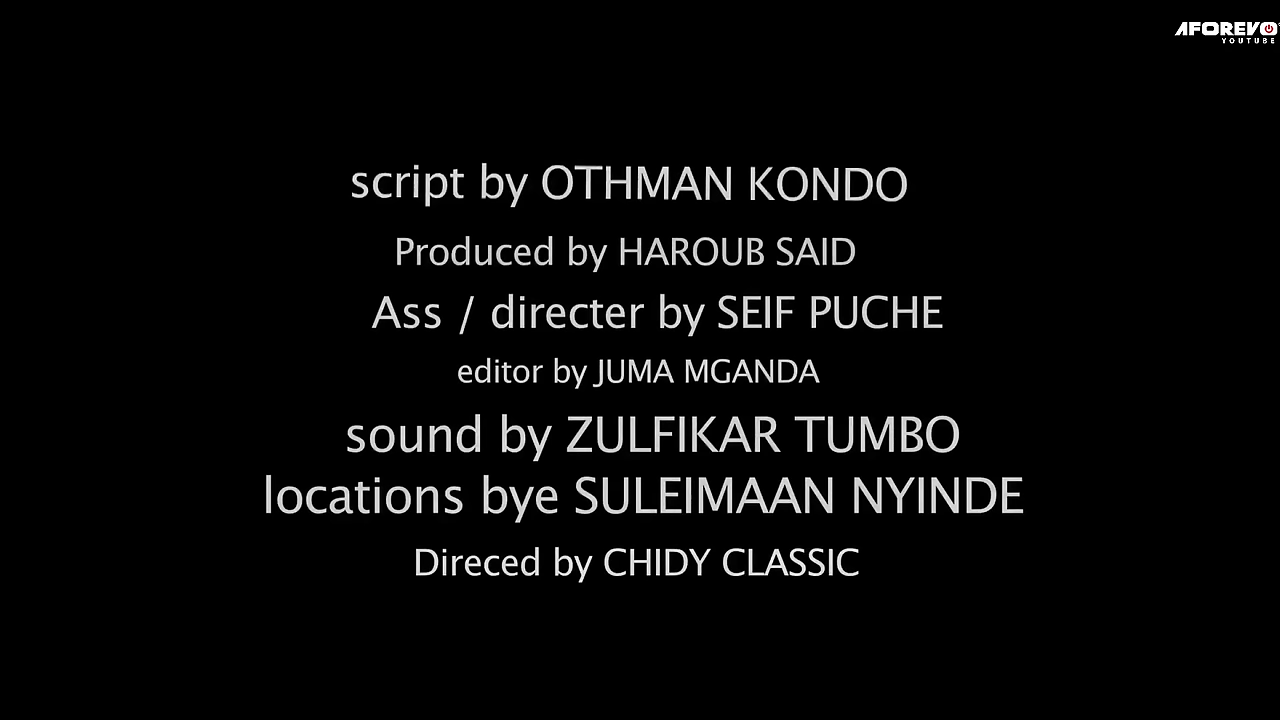 AFOREVO
YOUTUBE
script by OTHMAN KONDO
Produced by HAROUB SAID
Ass / directer by SEIF PUCHE
editor by JUMA MGANDA
sound by ZULFIKAR TUMBO
locations bye SULEIMAAN NYINDE
Direced by CHIDY CLASSIC